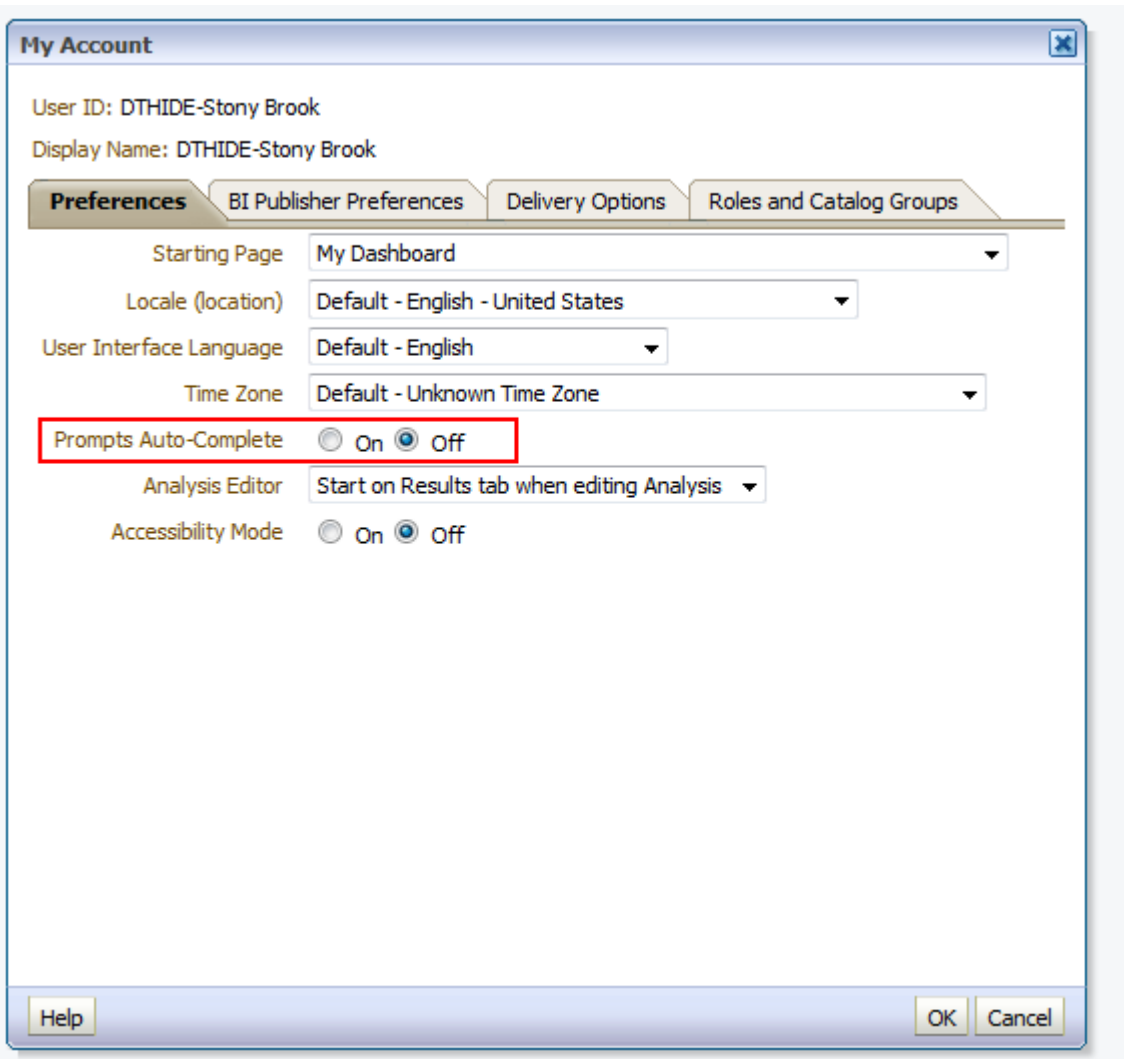 My Account
User ID: DTHIDE-Stony Brook
Display Name: DTHIDE-Stony Brook
Preferences BI Publisher Preferences Delivery Options Roles and Catalog Groups
Starting Page My Dashboard
Locale (location) Default - English - United States
User Interface Language Default - English
Time Zone Default - Unknown Time Zone
Prompts Auto-Complete On Off
Analysis Editor Start on Results tab when editing Analysis
Accessibility Mode On Off
Help OK Cancel